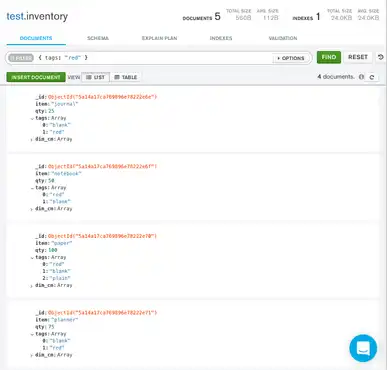 test.inventory
DOCUMENTS 5 TOTAL SIZE 560B AVG. SIZE 112B INDEXES 1 TOTAL SIZE 24.0KB AVG. SIZE 24.0KB
DOCUMENTS SCHEMA EXPLAIN PLAN INDEXES VALIDATION
FILTER { tags: "red" } OPTIONS FIND RESET
INSERT DOCUMENT VIEW LIST TABLE 4 documents.
_id: ObjectId("5a14a17ca769896e78222e6e")
item: "journal"
qty: 25
tags: Array
0: "blank"
1: "red"
dim_cm: Array
_id: ObjectId("5a14a17ca769896e78222e6f")
item: "notebook"
qty: 50
tags: Array
0: "red"
1: "blank"
dim_cm: Array
_id: ObjectId("5a14a17ca769896e78222e70")
item: "paper"
qty: 100
tags: Array
0: "red"
1: "blank"
2: "plain"
dim_cm: Array
_id: ObjectId("5a14a17ca769896e78222e71")
item: "planner"
qty: 75
tags: Array
0: "blank"
1: "red"
dim_cm: Array